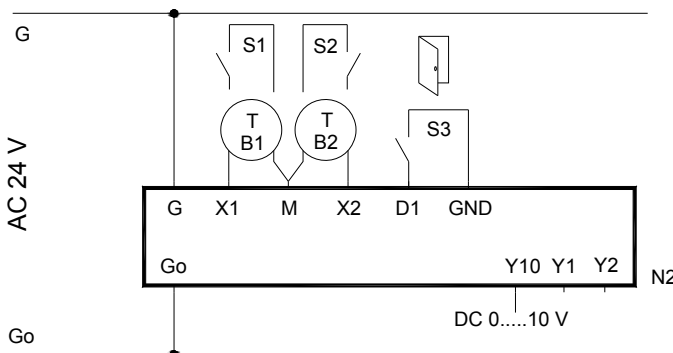 G
S1 S2
T T
B1 B2
S3
AC 24 V
G X1 M X2 D1 GND
Go Y10 Y1 Y2
N2
DC 0.....10 V
Go